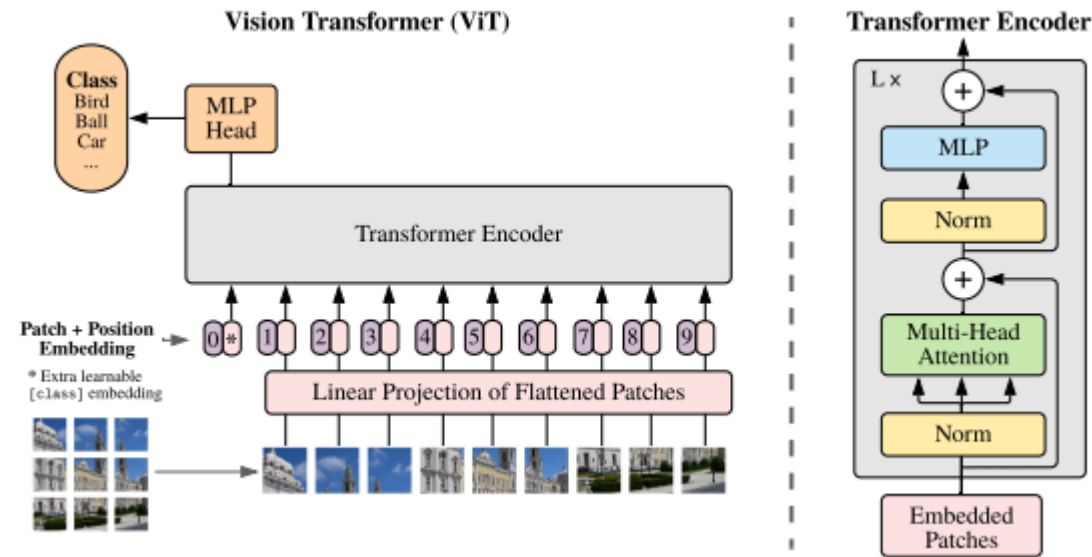 Vision Transformer (ViT)
Class
Bird
Ball
Car
...
MLP
Head
Transformer Encoder
Patch + Position
Embedding
0 * 1 2 3 4 5 6 7 8 9
* Extra learnable
[class] embedding
Linear Projection of Flattened Patches
Transformer Encoder
L ×
+
MLP
Norm
+
Multi-Head
Attention
Norm
Embedded
Patches